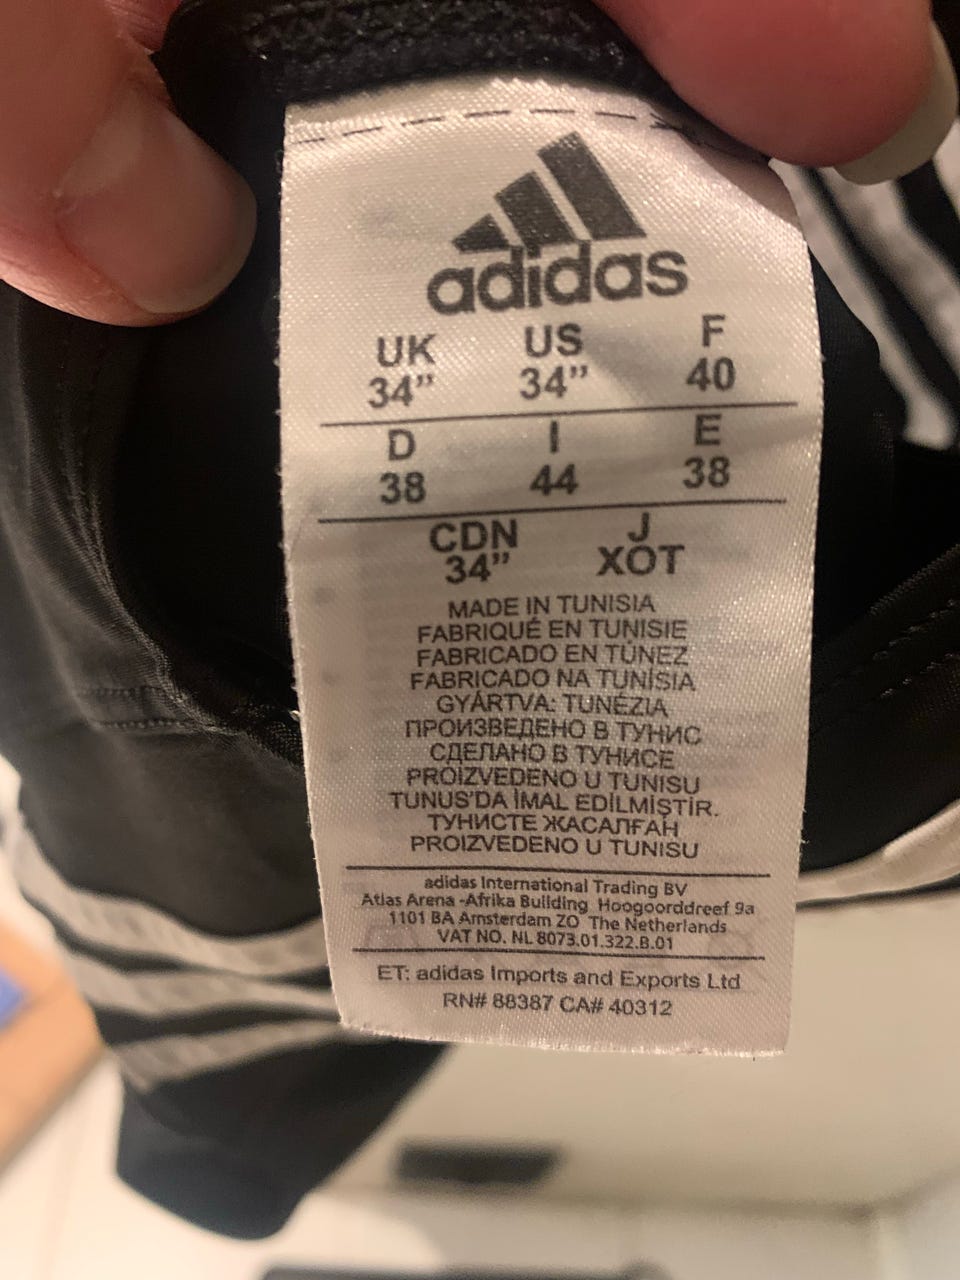 adidas
UK US F
34” 34” 40
D I E
38 44 38
CDN J
34” XOT
MADE IN TUNISIA
FABRIQUÉ EN TUNISIE
FABRICADO EN TÚNEZ
FABRICADO NA TUNÍSIA
GYÁRTVA: TUNÉZIA
ПРОИЗВЕДЕНО В ТУНИС
СДЕЛАНО В ТУНИСЕ
PROIZVEDENO U TUNISU
TUNUS'DA İMAL EDİLMİŞTİR.
ТУНИСТЕ ЖАСАЛҒАН
PROIZVEDENO U TUNISU
adidas International Trading BV
Atlas Arena -Afrika Building Hoogoorddreef 9a
1101 BA Amsterdam ZO The Netherlands
VAT NO. NL 8073.01.322.B.01
ET: adidas Imports and Exports Ltd
RN# 88387 CA# 40312